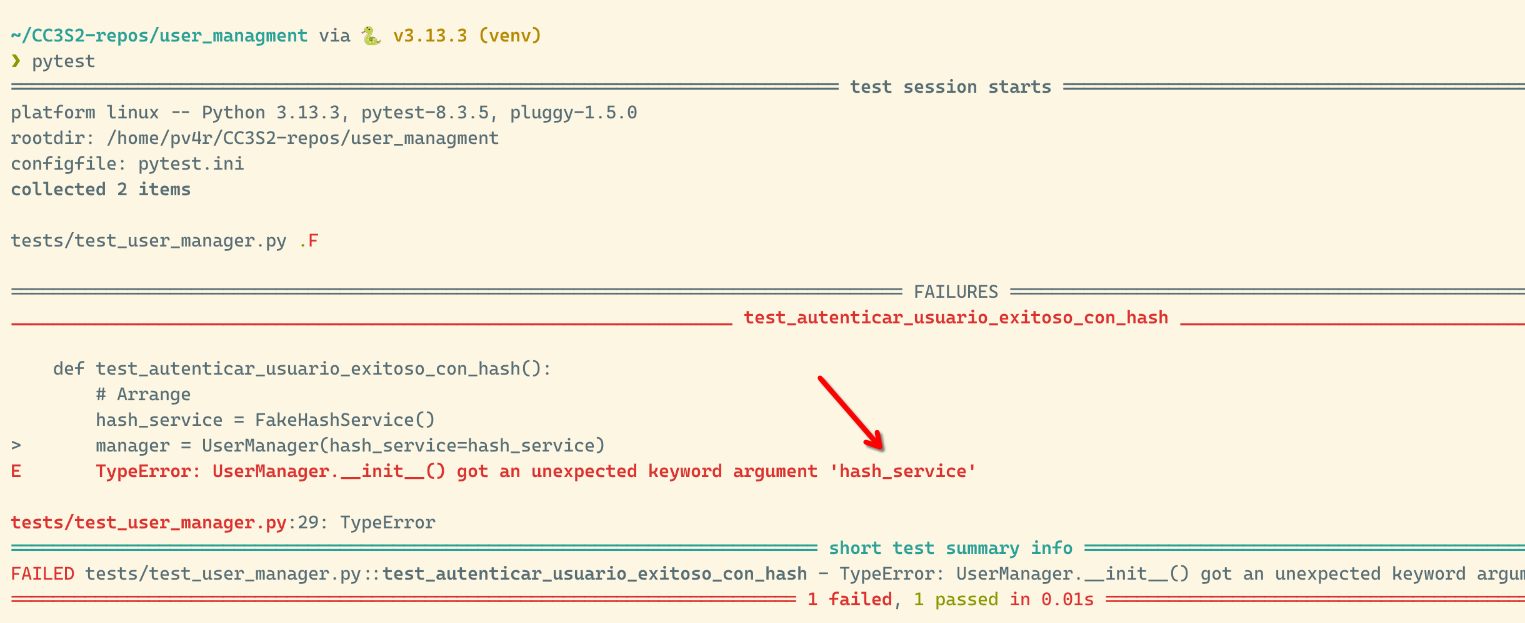 ~/CC3S2-repos/user_managment via 🐍 v3.13.3 (venv)
❯ pytest
test session starts
platform linux -- Python 3.13.3, pytest-8.3.5, pluggy-1.5.0
rootdir: /home/pv4r/CC3S2-repos/user_managment
configfile: pytest.ini
collected 2 items
tests/test_user_manager.py .F
FAILURES
test_autenticar_usuario_exitoso_con_hash
def test_autenticar_usuario_exitoso_con_hash():
# Arrange
hash_service = FakeHashService()
> manager = UserManager(hash_service=hash_service)
E TypeError: UserManager.__init__() got an unexpected keyword argument 'hash_service'
tests/test_user_manager.py:29: TypeError
short test summary info
FAILED tests/test_user_manager.py::test_autenticar_usuario_exitoso_con_hash - TypeError: UserManager.__init__() got an unexpected keyword argum
1 failed, 1 passed in 0.01s